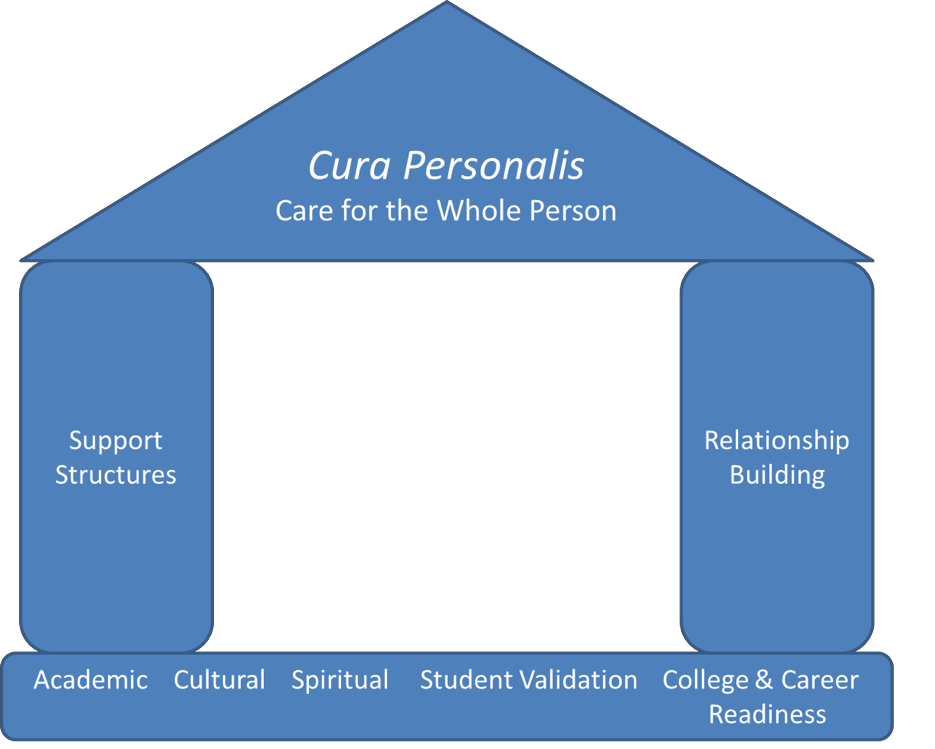 Cura Personalis
Care for the Whole Person
Support
Structures
Relationship
Building
Academic Cultural Spiritual Student Validation College & Career
Readiness